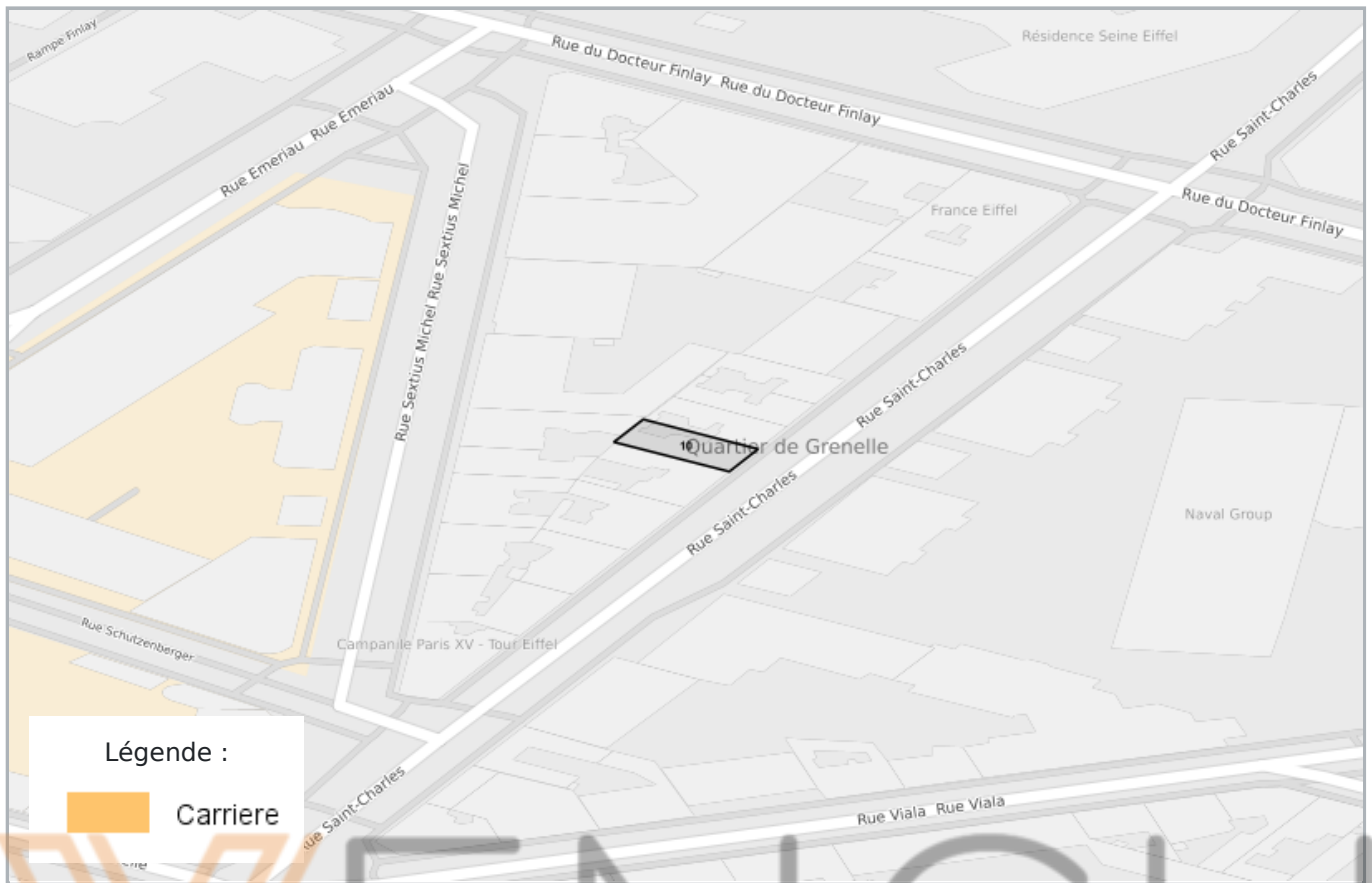 Rampe Finlay
Rue du Docteur Finlay Rue du Docteur Finlay
Résidence Seine Eiffel
Rue Saint-Charles
Rue Emeriau Rue Emeriau
Rue Sextius Michel Rue Sextius Michel
France Eiffel
Rue du Docteur Finlay
Rue Saint-Charles
10
Quartier de Grenelle
Rue Saint-Charles
Naval Group
Rue Schutzenberger
Campanile Paris XV - Tour Eiffel
Légende :
Carriere
Rue Saint-Charles
Rue Viala Rue Viala